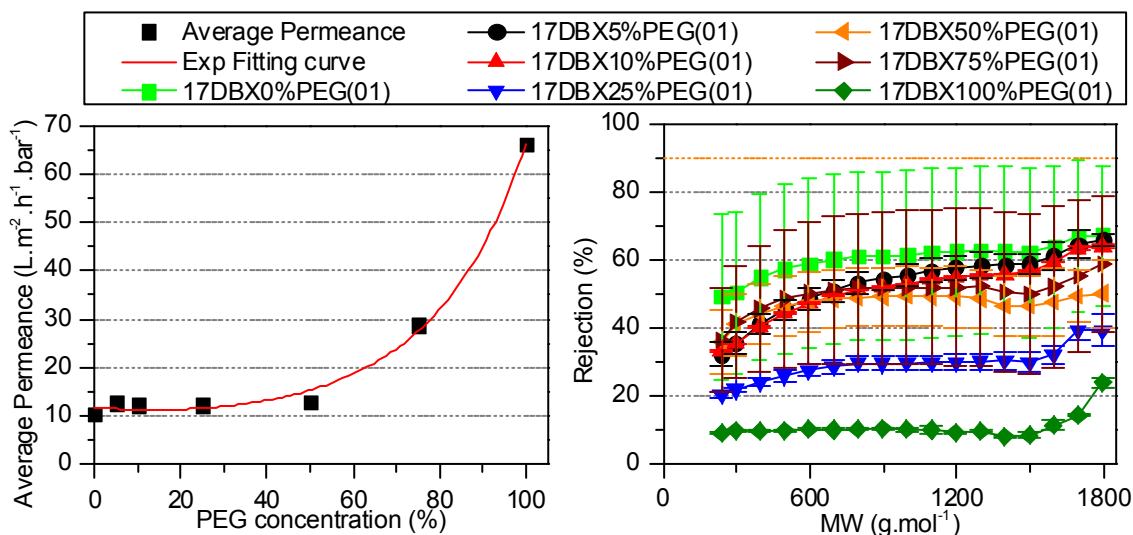 Average Permeance 17DBX5%PEG(01) 17DBX50%PEG(01)
Exp Fitting curve 17DBX10%PEG(01) 17DBX75%PEG(01)
17DBX0%PEG(01) 17DBX25%PEG(01) 17DBX100%PEG(01)
Average Permeance (L.m⁻².h⁻¹.bar⁻¹)
70
60
50
40
30
20
10
0
0 20 40 60 80 100
PEG concentration (%)
Rejection (%)
100
80
60
40
20
0
0 600 1200 1800
MW (g.mol⁻¹)